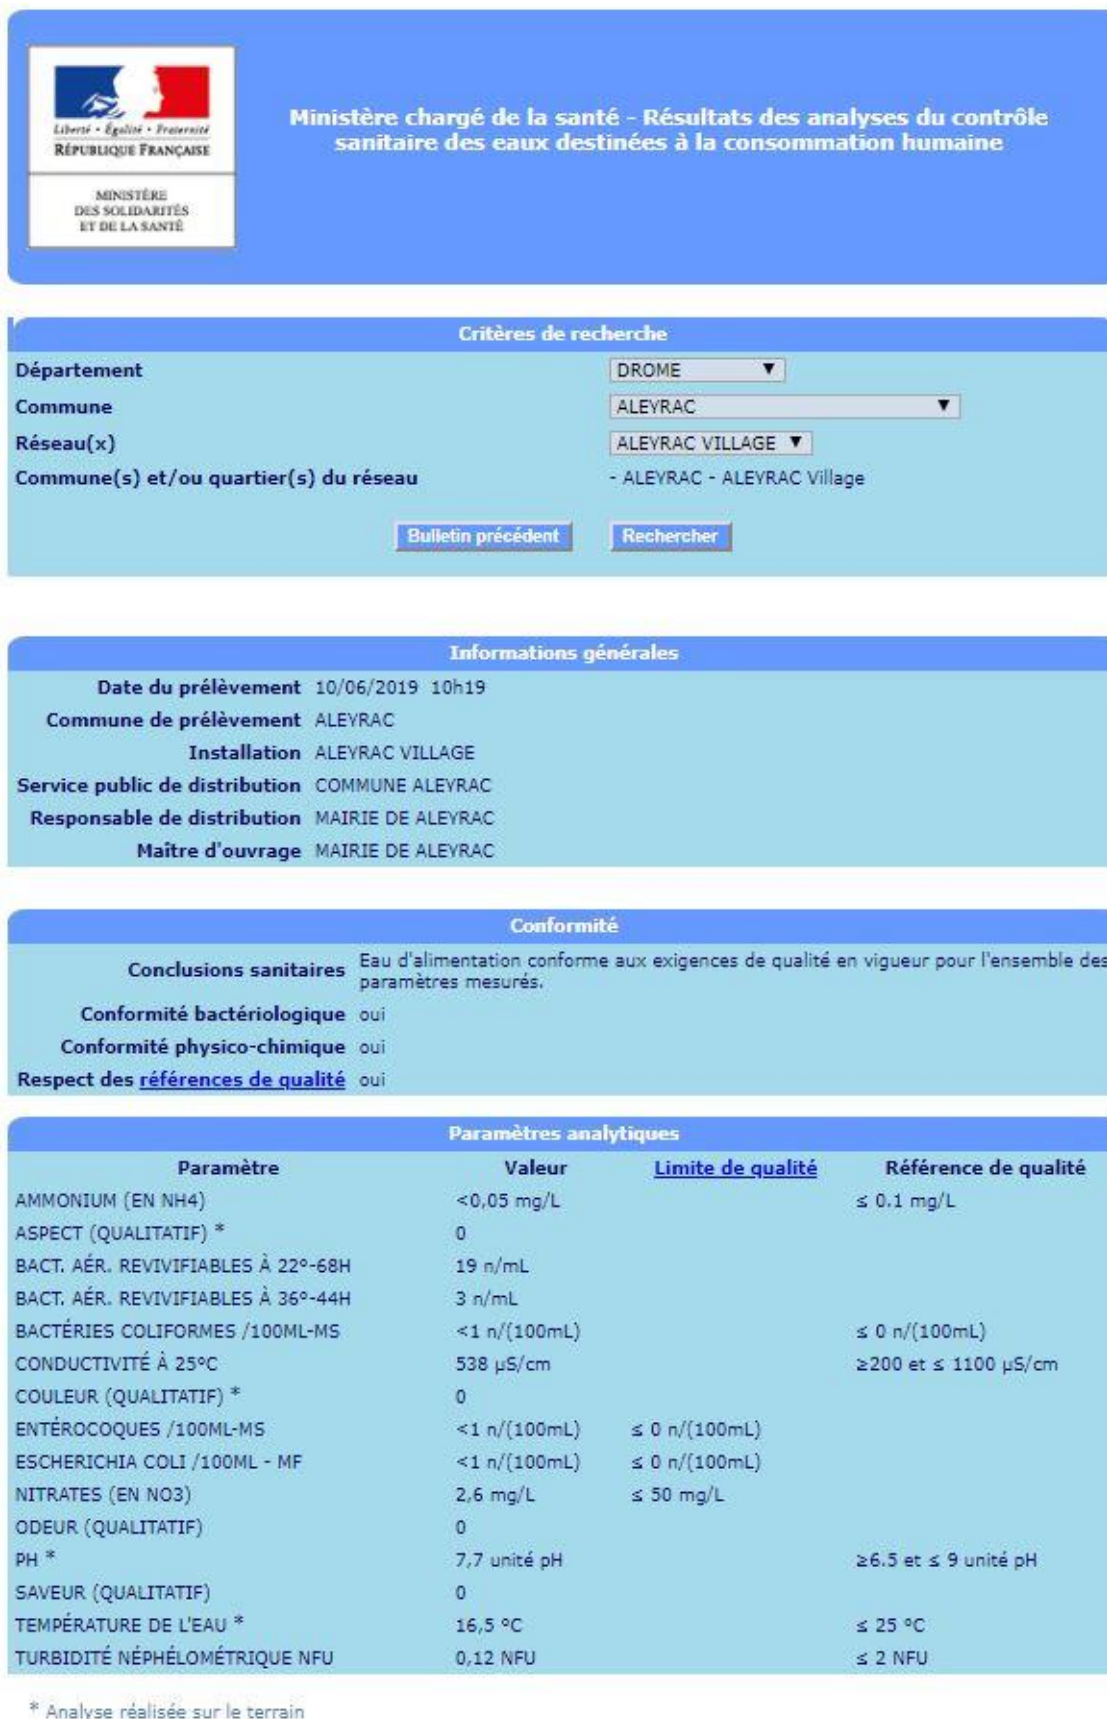 Liberté • Égalité • Fraternité
RÉPUBLIQUE FRANÇAISE
MINISTÈRE
DES SOLIDARITÉS
ET DE LA SANTÉ
Ministère chargé de la santé - Résultats des analyses du contrôle
sanitaire des eaux destinées à la consommation humaine
Critères de recherche
Département DROME
Commune ALEYRAC
Réseau(x) ALEYRAC VILLAGE
Commune(s) et/ou quartier(s) du réseau - ALEYRAC - ALEYRAC Village
Bulletin précédent Rechercher
Informations générales
Date du prélèvement 10/06/2019 10h19
Commune de prélèvement ALEYRAC
Installation ALEYRAC VILLAGE
Service public de distribution COMMUNE ALEYRAC
Responsable de distribution MAIRIE DE ALEYRAC
Maître d'ouvrage MAIRIE DE ALEYRAC
Conformité
Conclusions sanitaires Eau d'alimentation conforme aux exigences de qualité en vigueur pour l'ensemble des
paramètres mesurés.
Conformité bactériologique oui
Conformité physico-chimique oui
Respect des références de qualité oui
Paramètres analytiques
Paramètre Valeur Limite de qualité Référence de qualité
AMMONIUM (EN NH4) <0,05 mg/L ≤ 0.1 mg/L
ASPECT (QUALITATIF) * 0
BACT. AÉR. REVIVIFIABLES À 22°-68H 19 n/mL
BACT. AÉR. REVIVIFIABLES À 36°-44H 3 n/mL
BACTÉRIES COLIFORMES /100ML-MS <1 n/(100mL) ≤ 0 n/(100mL)
CONDUCTIVITÉ À 25°C 538 µS/cm ≥200 et ≤ 1100 µS/cm
COULEUR (QUALITATIF) * 0
ENTÉROCOQUES /100ML-MS <1 n/(100mL) ≤ 0 n/(100mL)
ESCHERICHIA COLI /100ML - MF <1 n/(100mL) ≤ 0 n/(100mL)
NITRATES (EN NO3) 2,6 mg/L ≤ 50 mg/L
ODEUR (QUALITATIF) 0
PH * 7,7 unité pH ≥6.5 et ≤ 9 unité pH
SAVEUR (QUALITATIF) 0
TEMPÉRATURE DE L'EAU * 16,5 °C ≤ 25 °C
TURBIDITÉ NÉPHÉLOMÉTRIQUE NFU 0,12 NFU ≤ 2 NFU
* Analyse réalisée sur le terrain